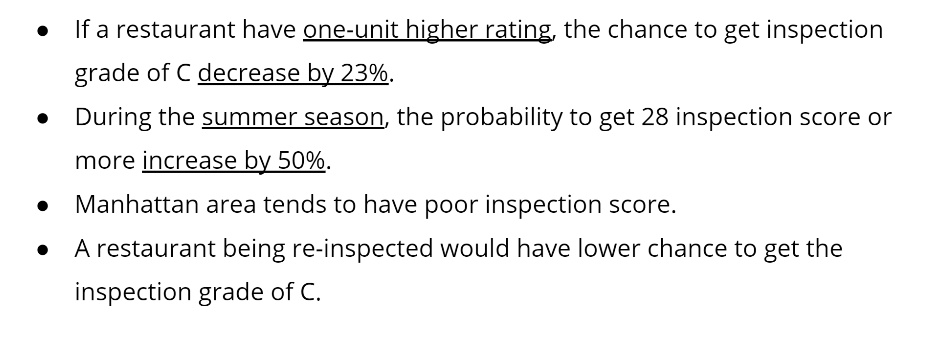 ● If a restaurant have one-unit higher rating, the chance to get inspection
grade of C decrease by 23%.
● During the summer season, the probability to get 28 inspection score or
more increase by 50%.
● Manhattan area tends to have poor inspection score.
● A restaurant being re-inspected would have lower chance to get the
inspection grade of C.